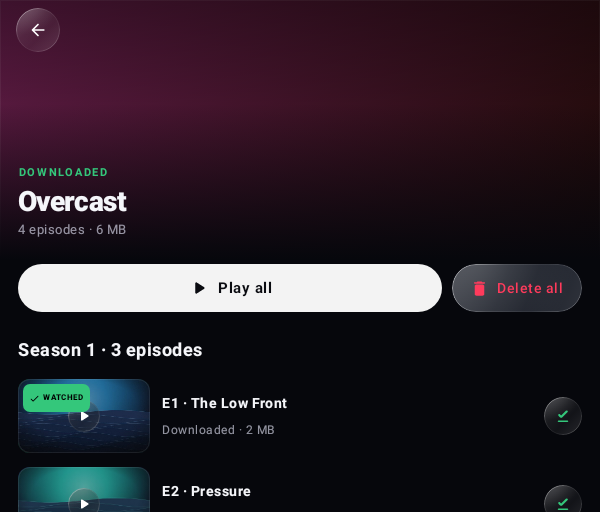 DOWNLOADED
Overcast
4 episodes · 6 MB
Play all
Delete all
Season 1 · 3 episodes
WATCHED
E1 · The Low Front
Downloaded · 2 MB
E2 · Pressure